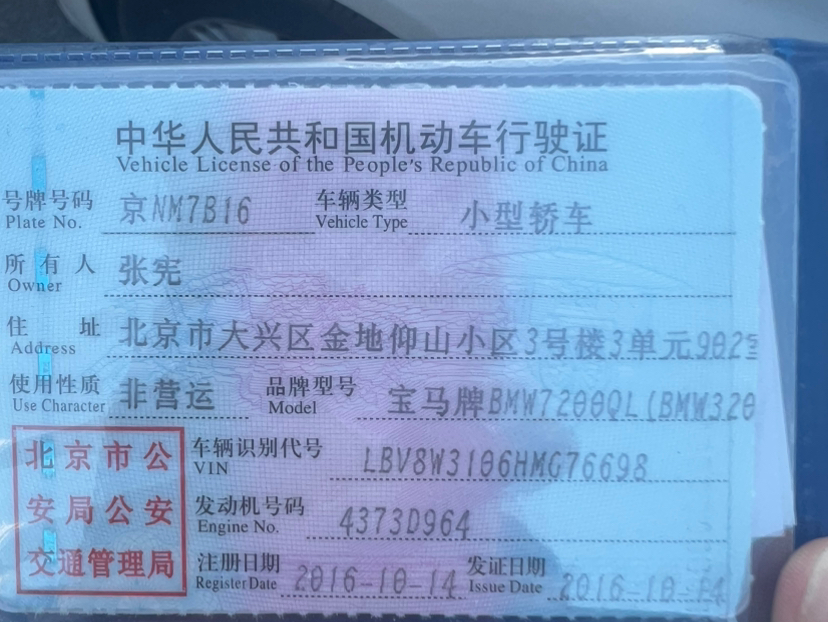 中华人民共和国机动车行驶证
Vehicle License of the People's Republic of China
号牌号码 京NM7B16 车辆类型 小型轿车
Plate No. Vehicle Type
所有人 张宪
Owner
住址 北京市大兴区金地仰山小区3号楼3单元902室
Address
使用性质 非营运 品牌型号 宝马牌BMW7200QL(BMW320
Use Character Model
北京市公
安局公安
交通管理局
车辆识别代号 LBV8W3106HMG76698
VIN
发动机号码 4373D964
Engine No.
注册日期 2016-10-14 发证日期 2016-10-14
Register Date Issue Date